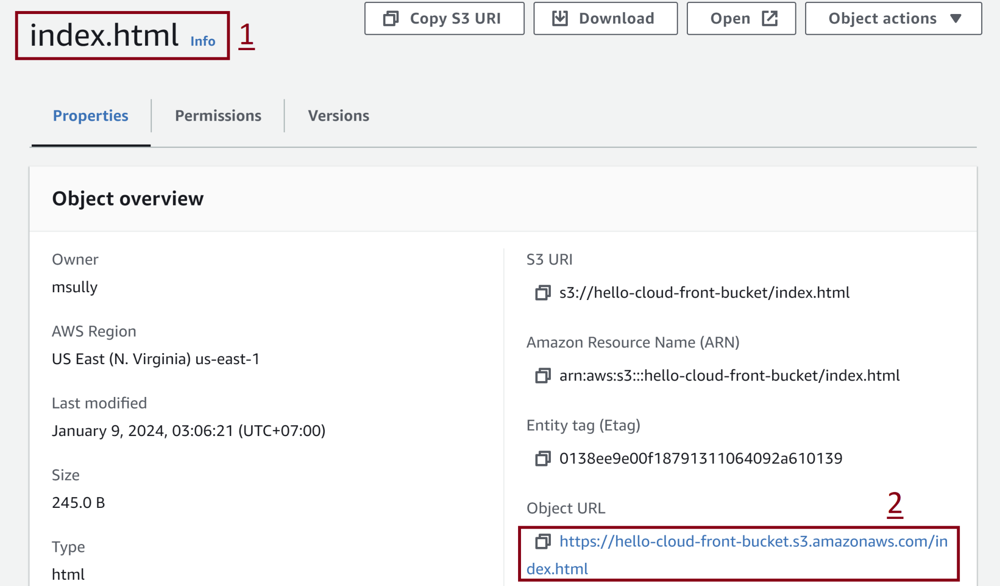 index.html Info 1
Copy S3 URI
Download
Open
Object actions
Properties
Permissions
Versions
Object overview
Owner
msully
AWS Region
US East (N. Virginia) us-east-1
Last modified
January 9, 2024, 03:06:21 (UTC+07:00)
Size
245.0 B
Type
html
S3 URI
s3://hello-cloud-front-bucket/index.html
Amazon Resource Name (ARN)
arn:aws:s3:::hello-cloud-front-bucket/index.html
Entity tag (Etag)
0138ee9e00f18791311064092a610139
Object URL
2
https://hello-cloud-front-bucket.s3.amazonaws.com/in
dex.html